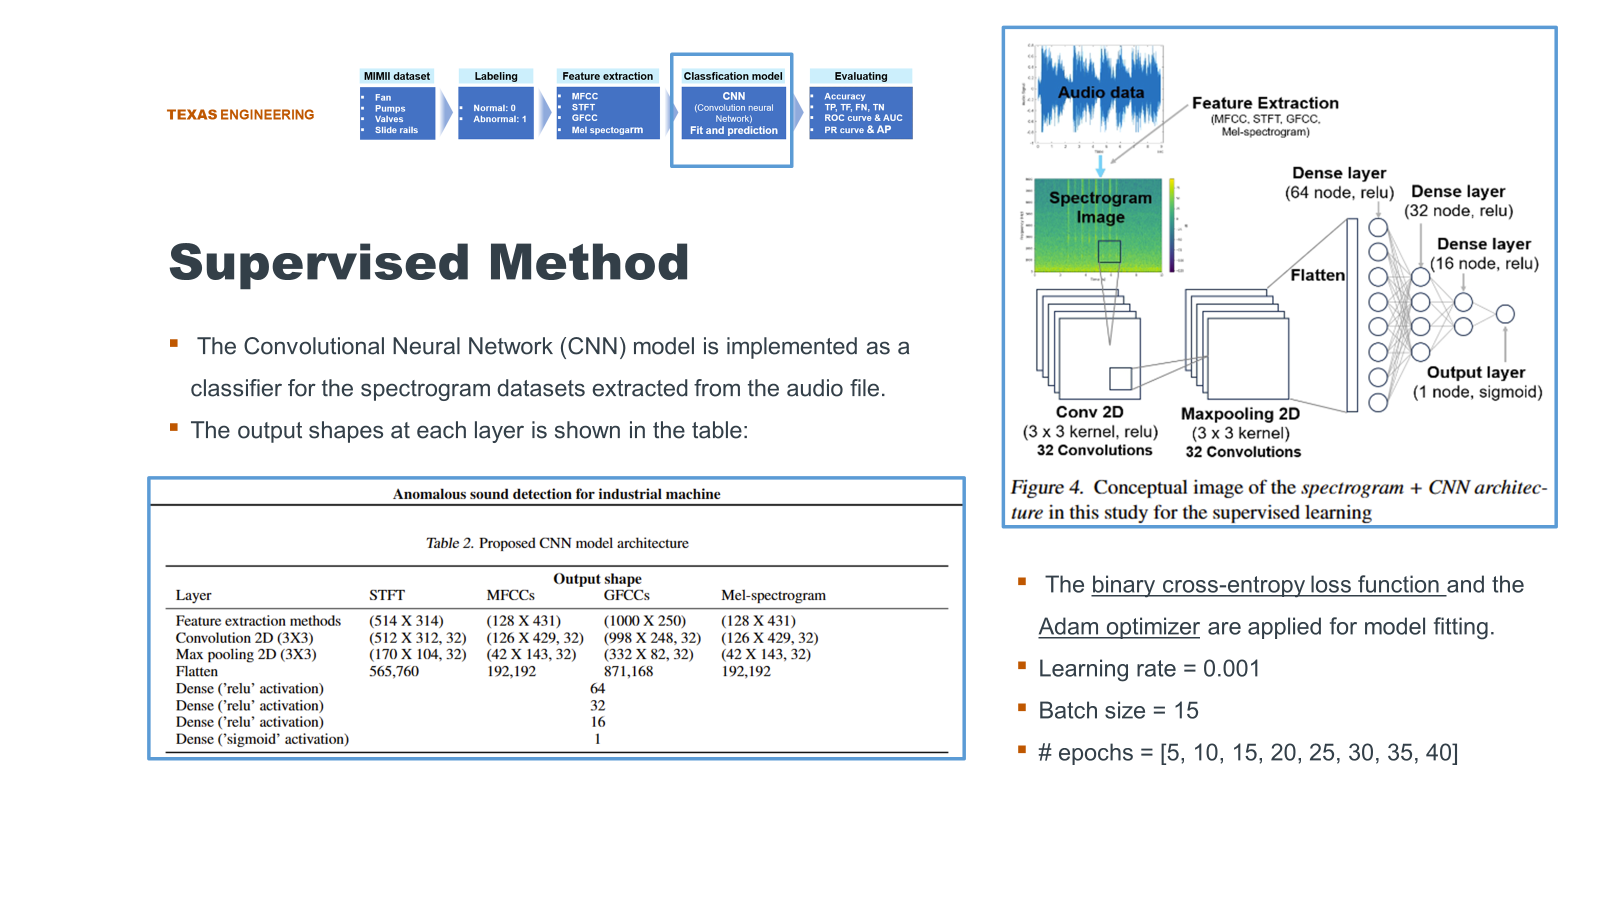 TEXAS ENGINEERING
MIMII dataset
Fan
Pumps
Valves
Slide rails
Labeling
Normal: 0
Abnormal: 1
Feature extraction
MFCC
STFT
GFCC
Mel spectogarm
Classfication model
CNN
(Convolution neural
Network)
Fit and prediction
Evaluating
Accuracy
TP, TF, FN, TN
ROC curve & AUC
PR curve & AP
Supervised Method
The Convolutional Neural Network (CNN) model is implemented as a
classifier for the spectrogram datasets extracted from the audio file.
The output shapes at each layer is shown in the table:
Anomalous sound detection for industrial machine
Table 2. Proposed CNN model architecture
Output shape
Layer STFT MFCCs GFCCs Mel-spectrogram
Feature extraction methods (514 X 314) (128 X 431) (1000 X 250) (128 X 431)
Convolution 2D (3X3) (512 X 312, 32) (126 X 429, 32) (998 X 248, 32) (126 X 429, 32)
Max pooling 2D (3X3) (170 X 104, 32) (42 X 143, 32) (332 X 82, 32) (42 X 143, 32)
Flatten 565,760 192,192 871,168 192,192
Dense ('relu' activation) 64
Dense ('relu' activation) 32
Dense ('relu' activation) 16
Dense ('sigmoid' activation) 1
Audio data
Feature Extraction
(MFCC, STFT, GFCC,
Mel-spectrogram)
Spectrogram
Image
Dense layer
(64 node, relu)
Dense layer
(32 node, relu)
Dense layer
(16 node, relu)
Flatten
Output layer
(1 node, sigmoid)
Conv 2D
(3 x 3 kernel, relu)
32 Convolutions
Maxpooling 2D
(3 x 3 kernel)
32 Convolutions
Figure 4. Conceptual image of the spectrogram + CNN architec-
ture in this study for the supervised learning
The binary cross-entropy loss function and the
Adam optimizer are applied for model fitting.
Learning rate = 0.001
Batch size = 15
# epochs = [5, 10, 15, 20, 25, 30, 35, 40]